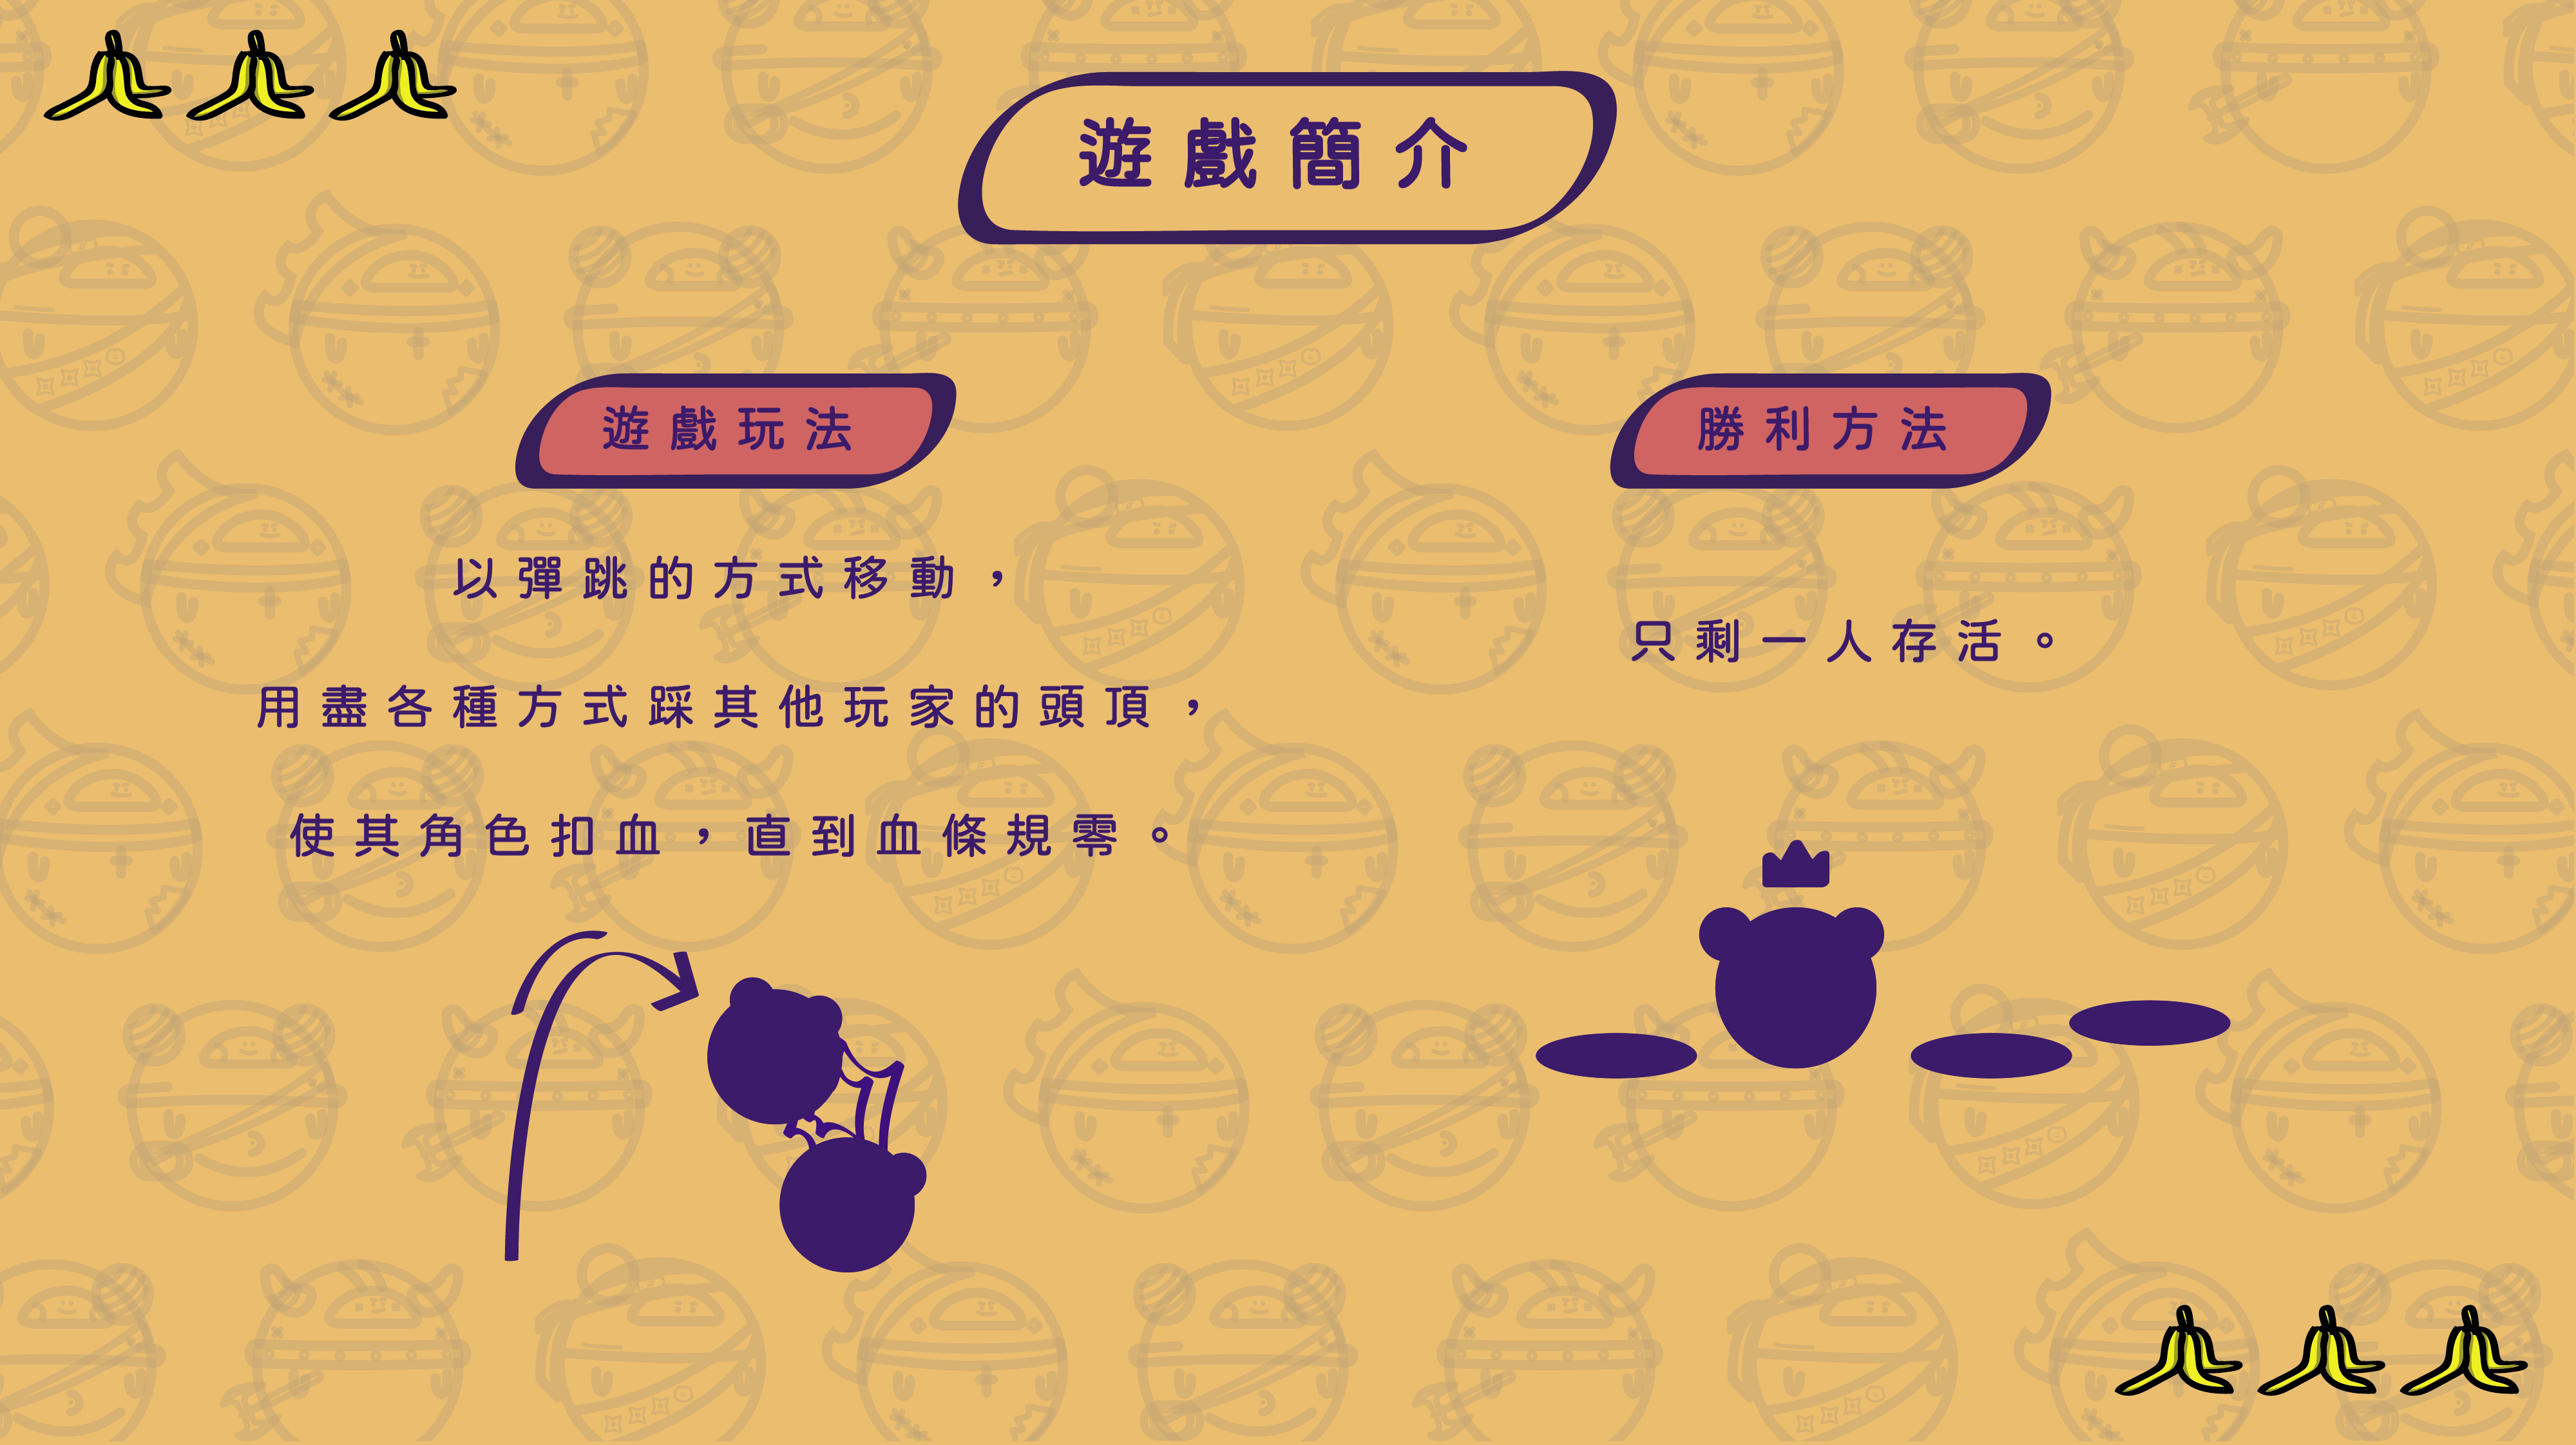 遊戲簡介
遊戲玩法
以彈跳的方式移動，
用盡各種方式踩其他玩家的頭頂，
使其角色扣血，直到血條規零。
勝利方法
只剩一人存活。